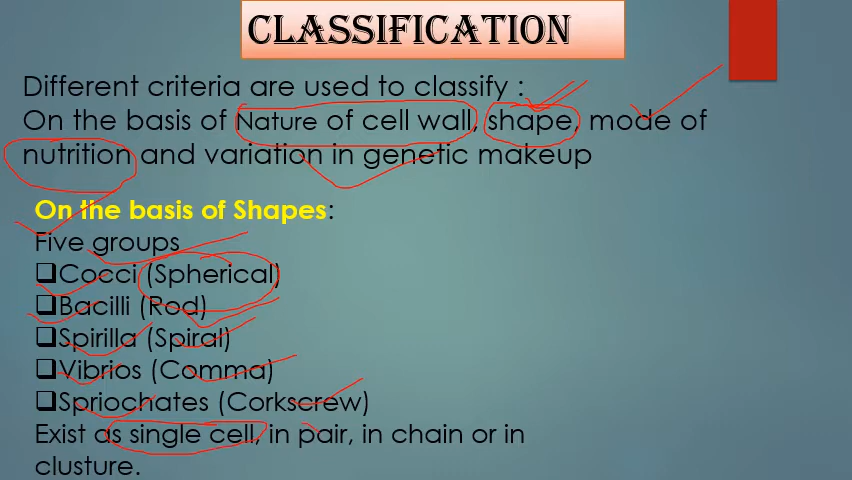 CLASSIFICATION
Different criteria are used to classify :
On the basis of Nature of cell wall, shape, mode of
nutrition and variation in genetic makeup
On the basis of Shapes:
Five groups
❑Cocci (Spherical)
❑Bacilli (Rod)
❑Spirilla (Spiral)
❑Vibrios (Comma)
❑Spriochates (Corkscrew)
Exist as single cell, in pair, in chain or in
clusture.